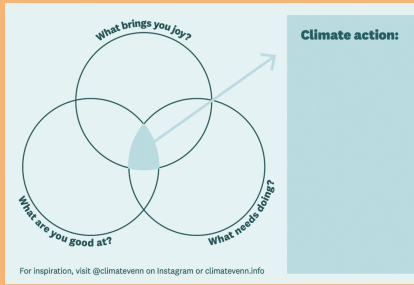 What brings you joy?
Climate action:
What are you good at?
What needs doing?
For inspiration, visit @climatevenn on Instagram or climatevenn.info